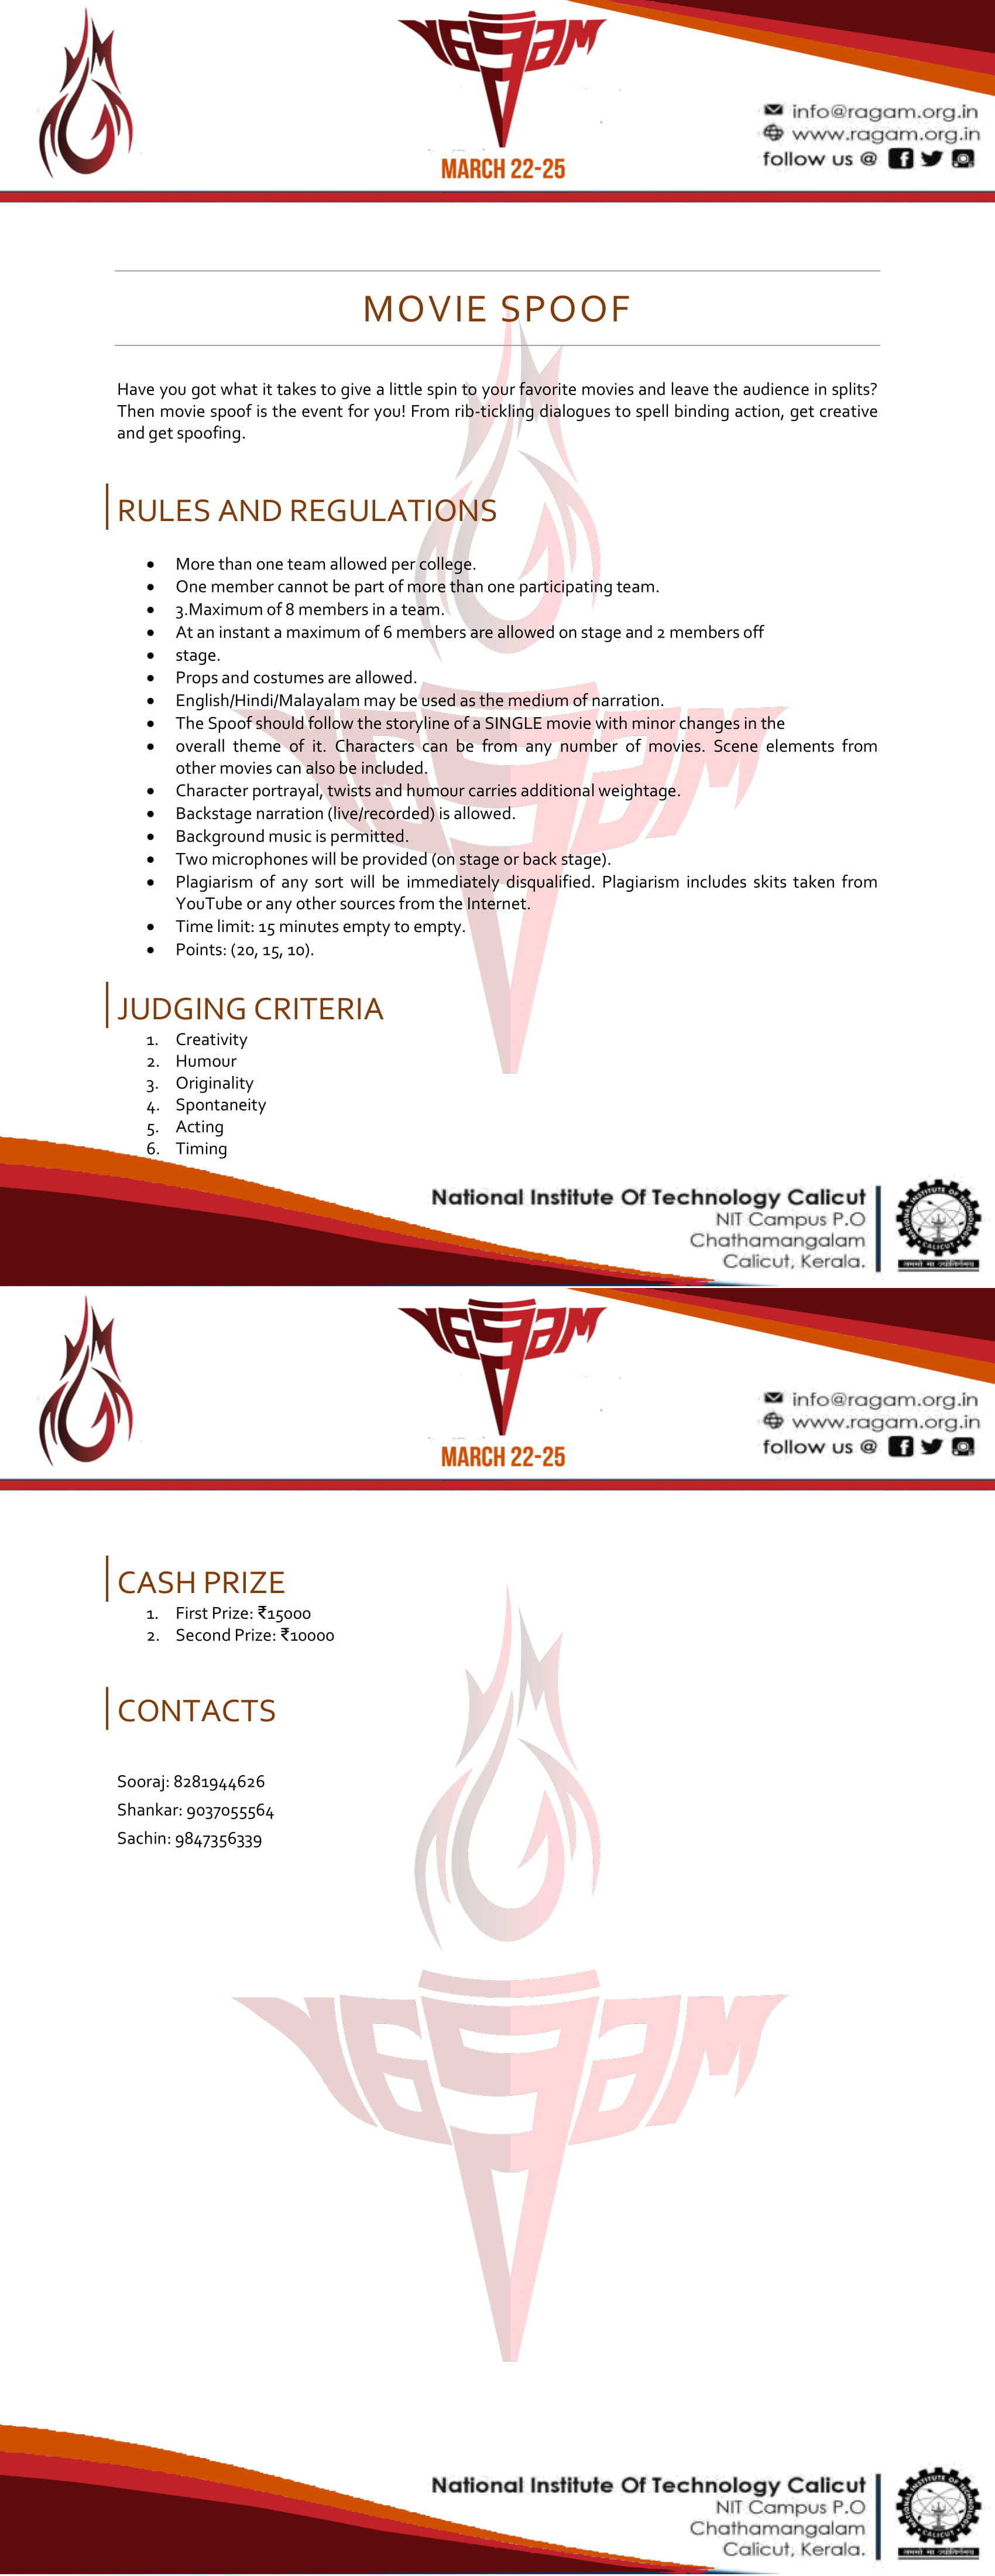 ragam
MARCH 22-25
info@ragam.org.in
www.ragam.org.in
follow us @
MOVIE SPOOF
Have you got what it takes to give a little spin to your favorite movies and leave the audience in splits?
Then movie spoof is the event for you! From rib-tickling dialogues to spell binding action, get creative
and get spoofing.
RULES AND REGULATIONS
• More than one team allowed per college.
• One member cannot be part of more than one participating team.
• 3.Maximum of 8 members in a team.
• At an instant a maximum of 6 members are allowed on stage and 2 members off
• stage.
• Props and costumes are allowed.
• English/Hindi/Malayalam may be used as the medium of narration.
• The Spoof should follow the storyline of a SINGLE movie with minor changes in the
• overall theme of it. Characters can be from any number of movies. Scene elements from
other movies can also be included.
• Character portrayal, twists and humour carries additional weightage.
• Backstage narration (live/recorded) is allowed.
• Background music is permitted.
• Two microphones will be provided (on stage or back stage).
• Plagiarism of any sort will be immediately disqualified. Plagiarism includes skits taken from
YouTube or any other sources from the Internet.
• Time limit: 15 minutes empty to empty.
• Points: (20, 15, 10).
JUDGING CRITERIA
1. Creativity
2. Humour
3. Originality
4. Spontaneity
5. Acting
6. Timing
National Institute Of Technology Calicut
NIT Campus P.O
Chathamangalam
Calicut, Kerala.
ragam
MARCH 22-25
info@ragam.org.in
www.ragam.org.in
follow us @
CASH PRIZE
1. First Prize: ₹15000
2. Second Prize: ₹10000
CONTACTS
Sooraj: 8281944626
Shankar: 9037055564
Sachin: 9847356339
ragam
National Institute Of Technology Calicut
NIT Campus P.O
Chathamangalam
Calicut, Kerala.